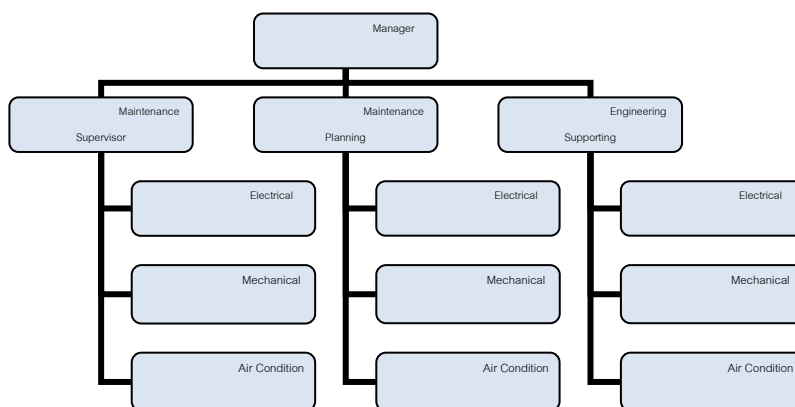 Manager
Maintenance
Supervisor
Maintenance
Planning
Engineering
Supporting
Electrical
Electrical
Electrical
Mechanical
Mechanical
Mechanical
Air Condition
Air Condition
Air Condition